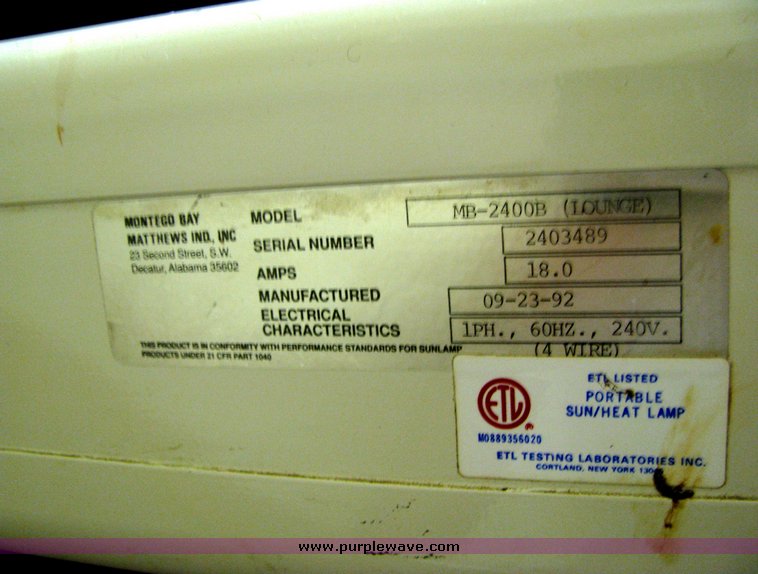 MONTEGO BAY
MATTHEWS IND., INC
23 Second Street, S.W.
Decatur, Alabama 35602
MODEL MB-2400B (LOUNGE)
SERIAL NUMBER 2403489
AMPS 18.0
MANUFACTURED 09-23-92
ELECTRICAL
CHARACTERISTICS 1PH., 60HZ., 240V.
(4 WIRE)
THIS PRODUCT IS IN CONFORMITY WITH PERFORMANCE STANDARDS FOR SUNLAMP
PRODUCTS UNDER 21 CFR PART 1040
ETL
M0889356020
ETL LISTED
PORTABLE
SUN/HEAT LAMP
ETL TESTING LABORATORIES INC.
CORTLAND, NEW YORK
www.purplewave.com